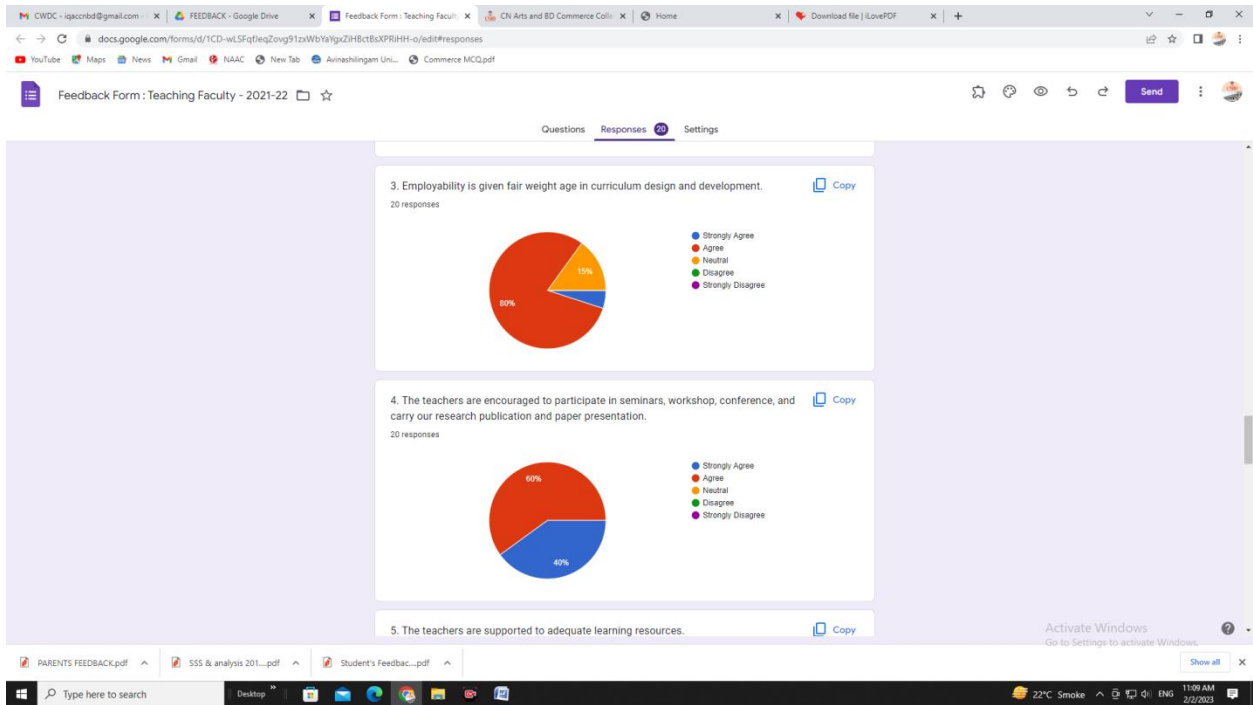 CWDC - iqaccnbd@gmail.com -
FEEDBACK - Google Drive
Feedback Form : Teaching Facult
CN Arts and BD Commerce Colle
Home
Download file | iLovePDF
docs.google.com/forms/d/1CD-wLSFqfJeqZovg91zxWbYaYgxZiHBctBsXPRiHH-o/edit#responses
YouTube Maps News Gmail NAAC New Tab Avinashilingam Uni... Commerce MCQ.pdf
Feedback Form : Teaching Faculty - 2021-22
Send
Questions Responses 20 Settings
3. Employability is given fair weight age in curriculum design and development.
Copy
20 responses
Strongly Agree
Agree
Neutral
Disagree
Strongly Disagree
15%
80%
4. The teachers are encouraged to participate in seminars, workshop, conference, and
carry our research publication and paper presentation.
Copy
20 responses
Strongly Agree
Agree
Neutral
Disagree
Strongly Disagree
60%
40%
5. The teachers are supported to adequate learning resources.
Copy
Activate Windows
Go to Settings to activate Windows.
PARENTS FEEDBACK.pdf
SSS & analysis 201....pdf
Student's Feedbac....pdf
Show all
Type here to search
Desktop
22°C Smoke
ENG
11:09 AM
2/2/2023